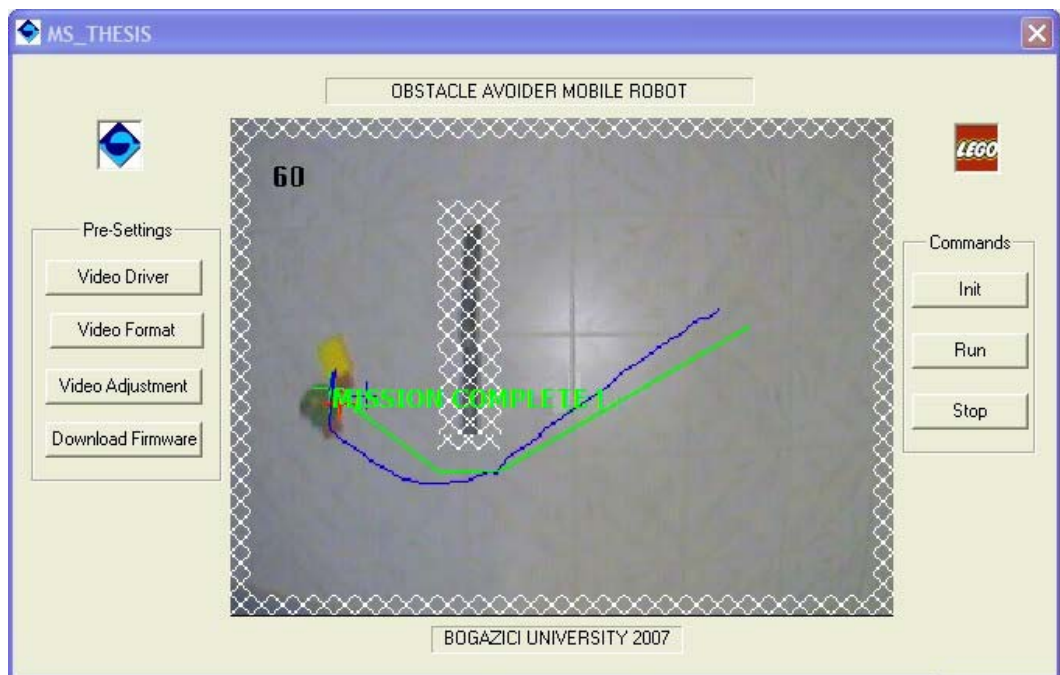 MS_THESIS
OBSTACLE AVOIDER MOBILE ROBOT
LEGO
60
Pre-Settings
Video Driver
Video Format
Video Adjustment
Download Firmware
Commands
Init
Run
Stop
MISSION COMPLETE !
BOGAZICI UNIVERSITY 2007